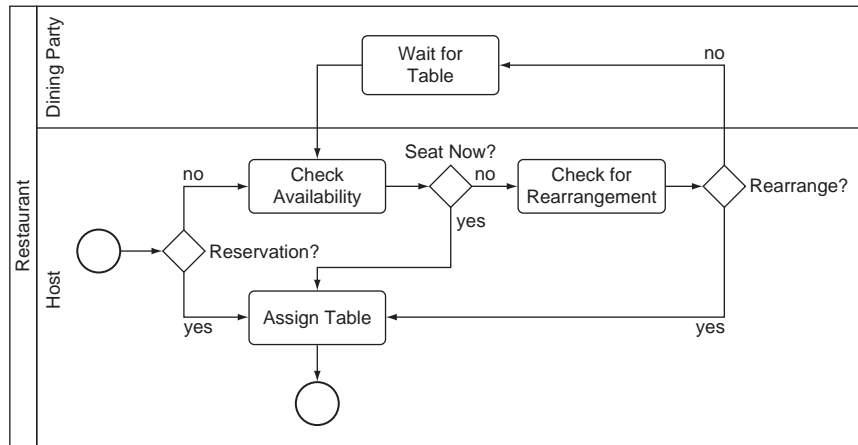 Restaurant
Dining Party
Wait for
Table
no
Host
Seat Now?
no
Check
Availability
no
Check for
Rearrangement
Rearrange?
yes
Reservation?
yes
Assign Table
yes